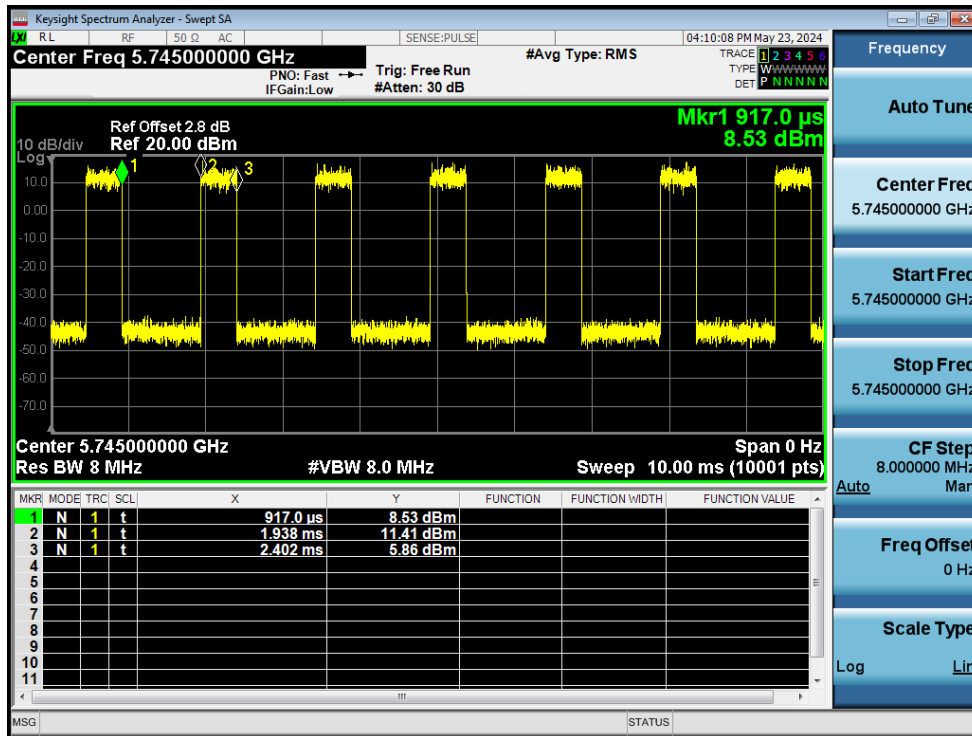 Keysight Spectrum Analyzer - Swept SA
LXI RL RF 50 Ω AC SENSE:PULSE 04:10:08 PM May 23, 2024
Center Freq 5.745000000 GHz
PNO: Fast
IFGain:Low
Trig: Free Run
#Atten: 30 dB
#Avg Type: RMS
TRACE 1 2 3 4 5 6
TYPE WWWWWW
DET P N N N N N
Mkr1 917.0 µs
8.53 dBm
Ref Offset 2.8 dB
10 dB/div Ref 20.00 dBm
Log
1 2 3
10.0
0.00
-10.0
-20.0
-30.0
-40.0
-50.0
-60.0
-70.0
Center 5.745000000 GHz Span 0 Hz
Res BW 8 MHz #VBW 8.0 MHz Sweep 10.00 ms (10001 pts)
MKR MODE TRC SCL X Y FUNCTION FUNCTION WIDTH FUNCTION VALUE
1 N 1 t 917.0 µs 8.53 dBm
2 N 1 t 1.938 ms 11.41 dBm
3 N 1 t 2.402 ms 5.86 dBm
4
5
6
7
8
9
10
11
MSG STATUS
Frequency
Auto Tune
Center Freq
5.745000000 GHz
Start Freq
5.745000000 GHz
Stop Freq
5.745000000 GHz
CF Step
8.000000 MHz
Auto Man
Freq Offset
0 Hz
Scale Type
Log Lin